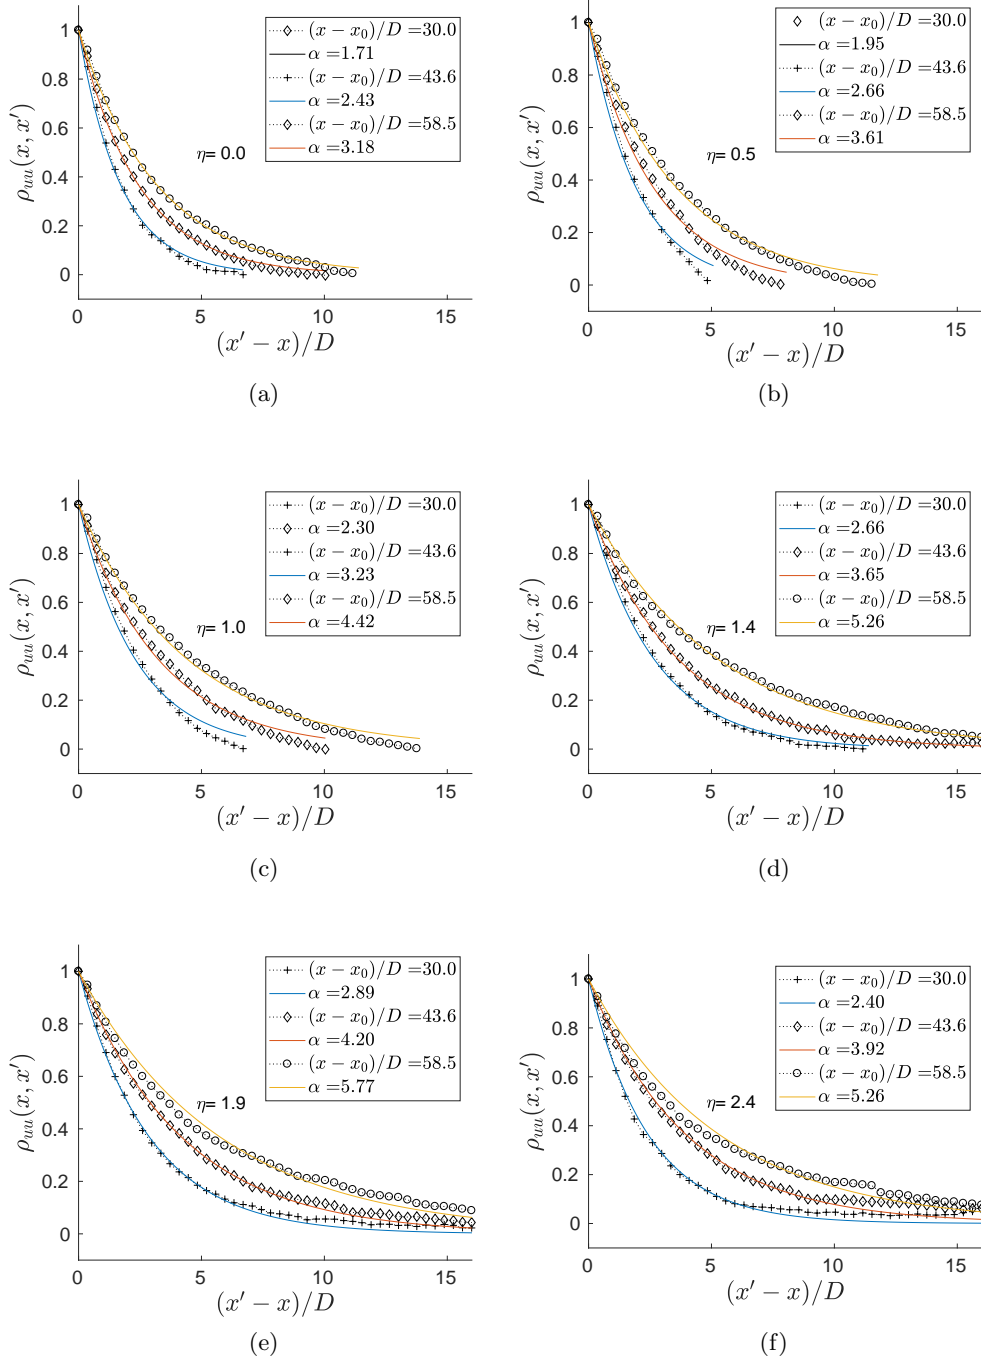 1
0.8
0.6
0.4
0.2
0
ρuu(x, x′)
(x − x0)/D =30.0
α =1.71
(x − x0)/D =43.6
α =2.43
(x − x0)/D =58.5
α =3.18
η= 0.0
0 5 10 15
(x′ − x)/D
(a)
1
0.8
0.6
0.4
0.2
0
ρuu(x, x′)
(x − x0)/D =30.0
α =1.95
(x − x0)/D =43.6
α =2.66
(x − x0)/D =58.5
α =3.61
η= 0.5
0 5 10 15
(x′ − x)/D
(b)
1
0.8
0.6
0.4
0.2
0
ρuu(x, x′)
(x − x0)/D =30.0
α =2.30
(x − x0)/D =43.6
α =3.23
(x − x0)/D =58.5
α =4.42
η= 1.0
0 5 10 15
(x′ − x)/D
(c)
1
0.8
0.6
0.4
0.2
0
ρuu(x, x′)
(x − x0)/D =30.0
α =2.66
(x − x0)/D =43.6
α =3.65
(x − x0)/D =58.5
α =5.26
η= 1.4
0 5 10 15
(x′ − x)/D
(d)
1
0.8
0.6
0.4
0.2
0
ρuu(x, x′)
(x − x0)/D =30.0
α =2.89
(x − x0)/D =43.6
α =4.20
(x − x0)/D =58.5
α =5.77
η= 1.9
0 5 10 15
(x′ − x)/D
(e)
1
0.8
0.6
0.4
0.2
0
ρuu(x, x′)
(x − x0)/D =30.0
α =2.40
(x − x0)/D =43.6
α =3.92
(x − x0)/D =58.5
α =5.26
η= 2.4
0 5 10 15
(x′ − x)/D
(f)